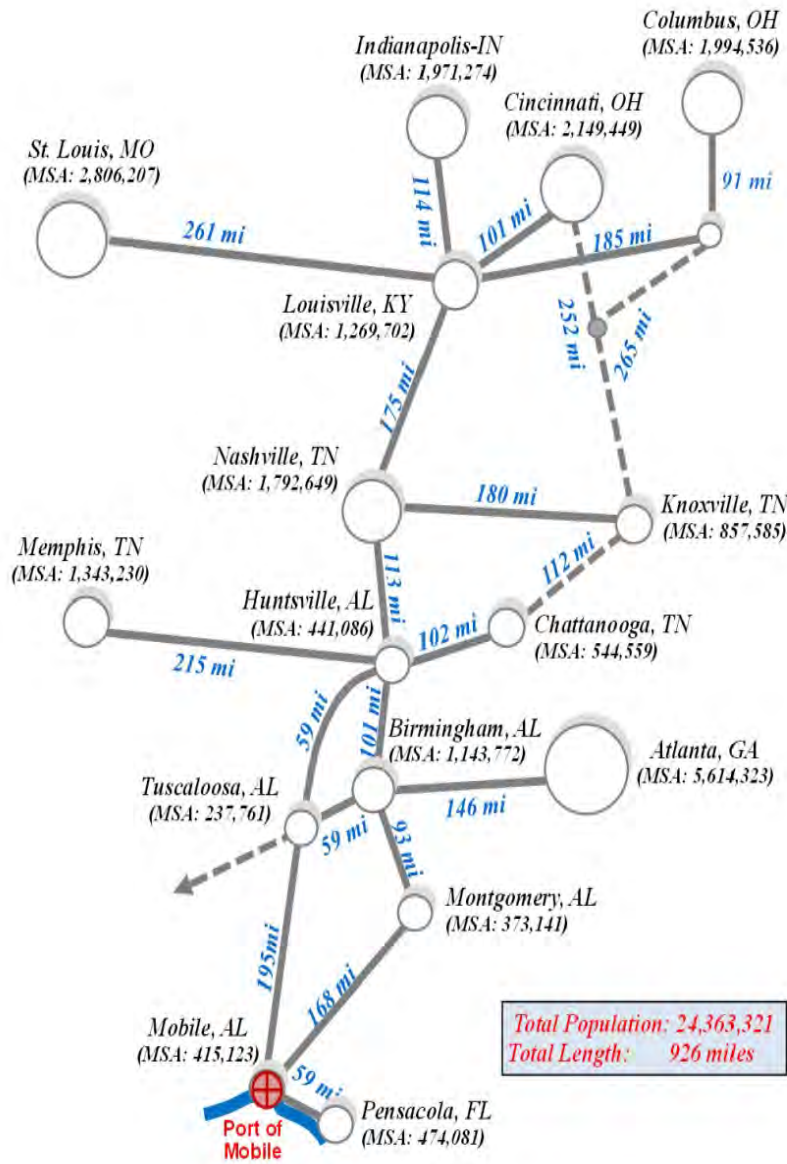 Columbus, OH
(MSA: 1,994,536)
Indianapolis-IN
(MSA: 1,971,274)
Cincinnati, OH
(MSA: 2,149,449)
St. Louis, MO
(MSA: 2,806,207)
91 mi
114 mi
101 mi
261 mi
185 mi
Louisville, KY
(MSA: 1,269,702)
252 mi
265 mi
175 mi
Nashville, TN
(MSA: 1,792,649)
180 mi
Knoxville, TN
(MSA: 857,585)
Memphis, TN
(MSA: 1,343,230)
113 mi
112 mi
Huntsville, AL
(MSA: 441,086)
102 mi
Chattanooga, TN
(MSA: 544,559)
215 mi
59 mi
101 mi
Birmingham, AL
(MSA: 1,143,772)
Atlanta, GA
(MSA: 5,614,323)
Tuscaloosa, AL
(MSA: 237,761)
59 mi
146 mi
93 mi
Montgomery, AL
(MSA: 373,141)
195mi
168 mi
Total Population: 24,363,321
Total Length: 926 miles
Mobile, AL
(MSA: 415,123)
59 mi
Port of
Mobile
Pensacola, FL
(MSA: 474,081)